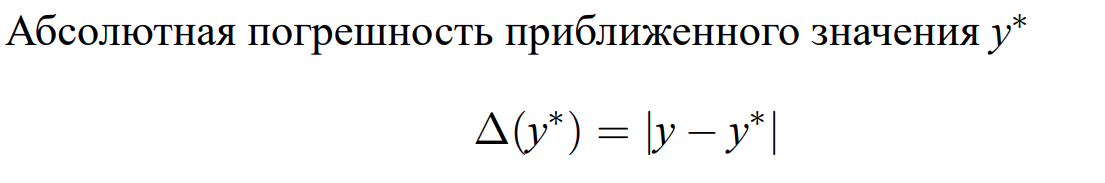 Абсолютная погрешность приближенного значения y*
Δ(y*) = |y − y*|